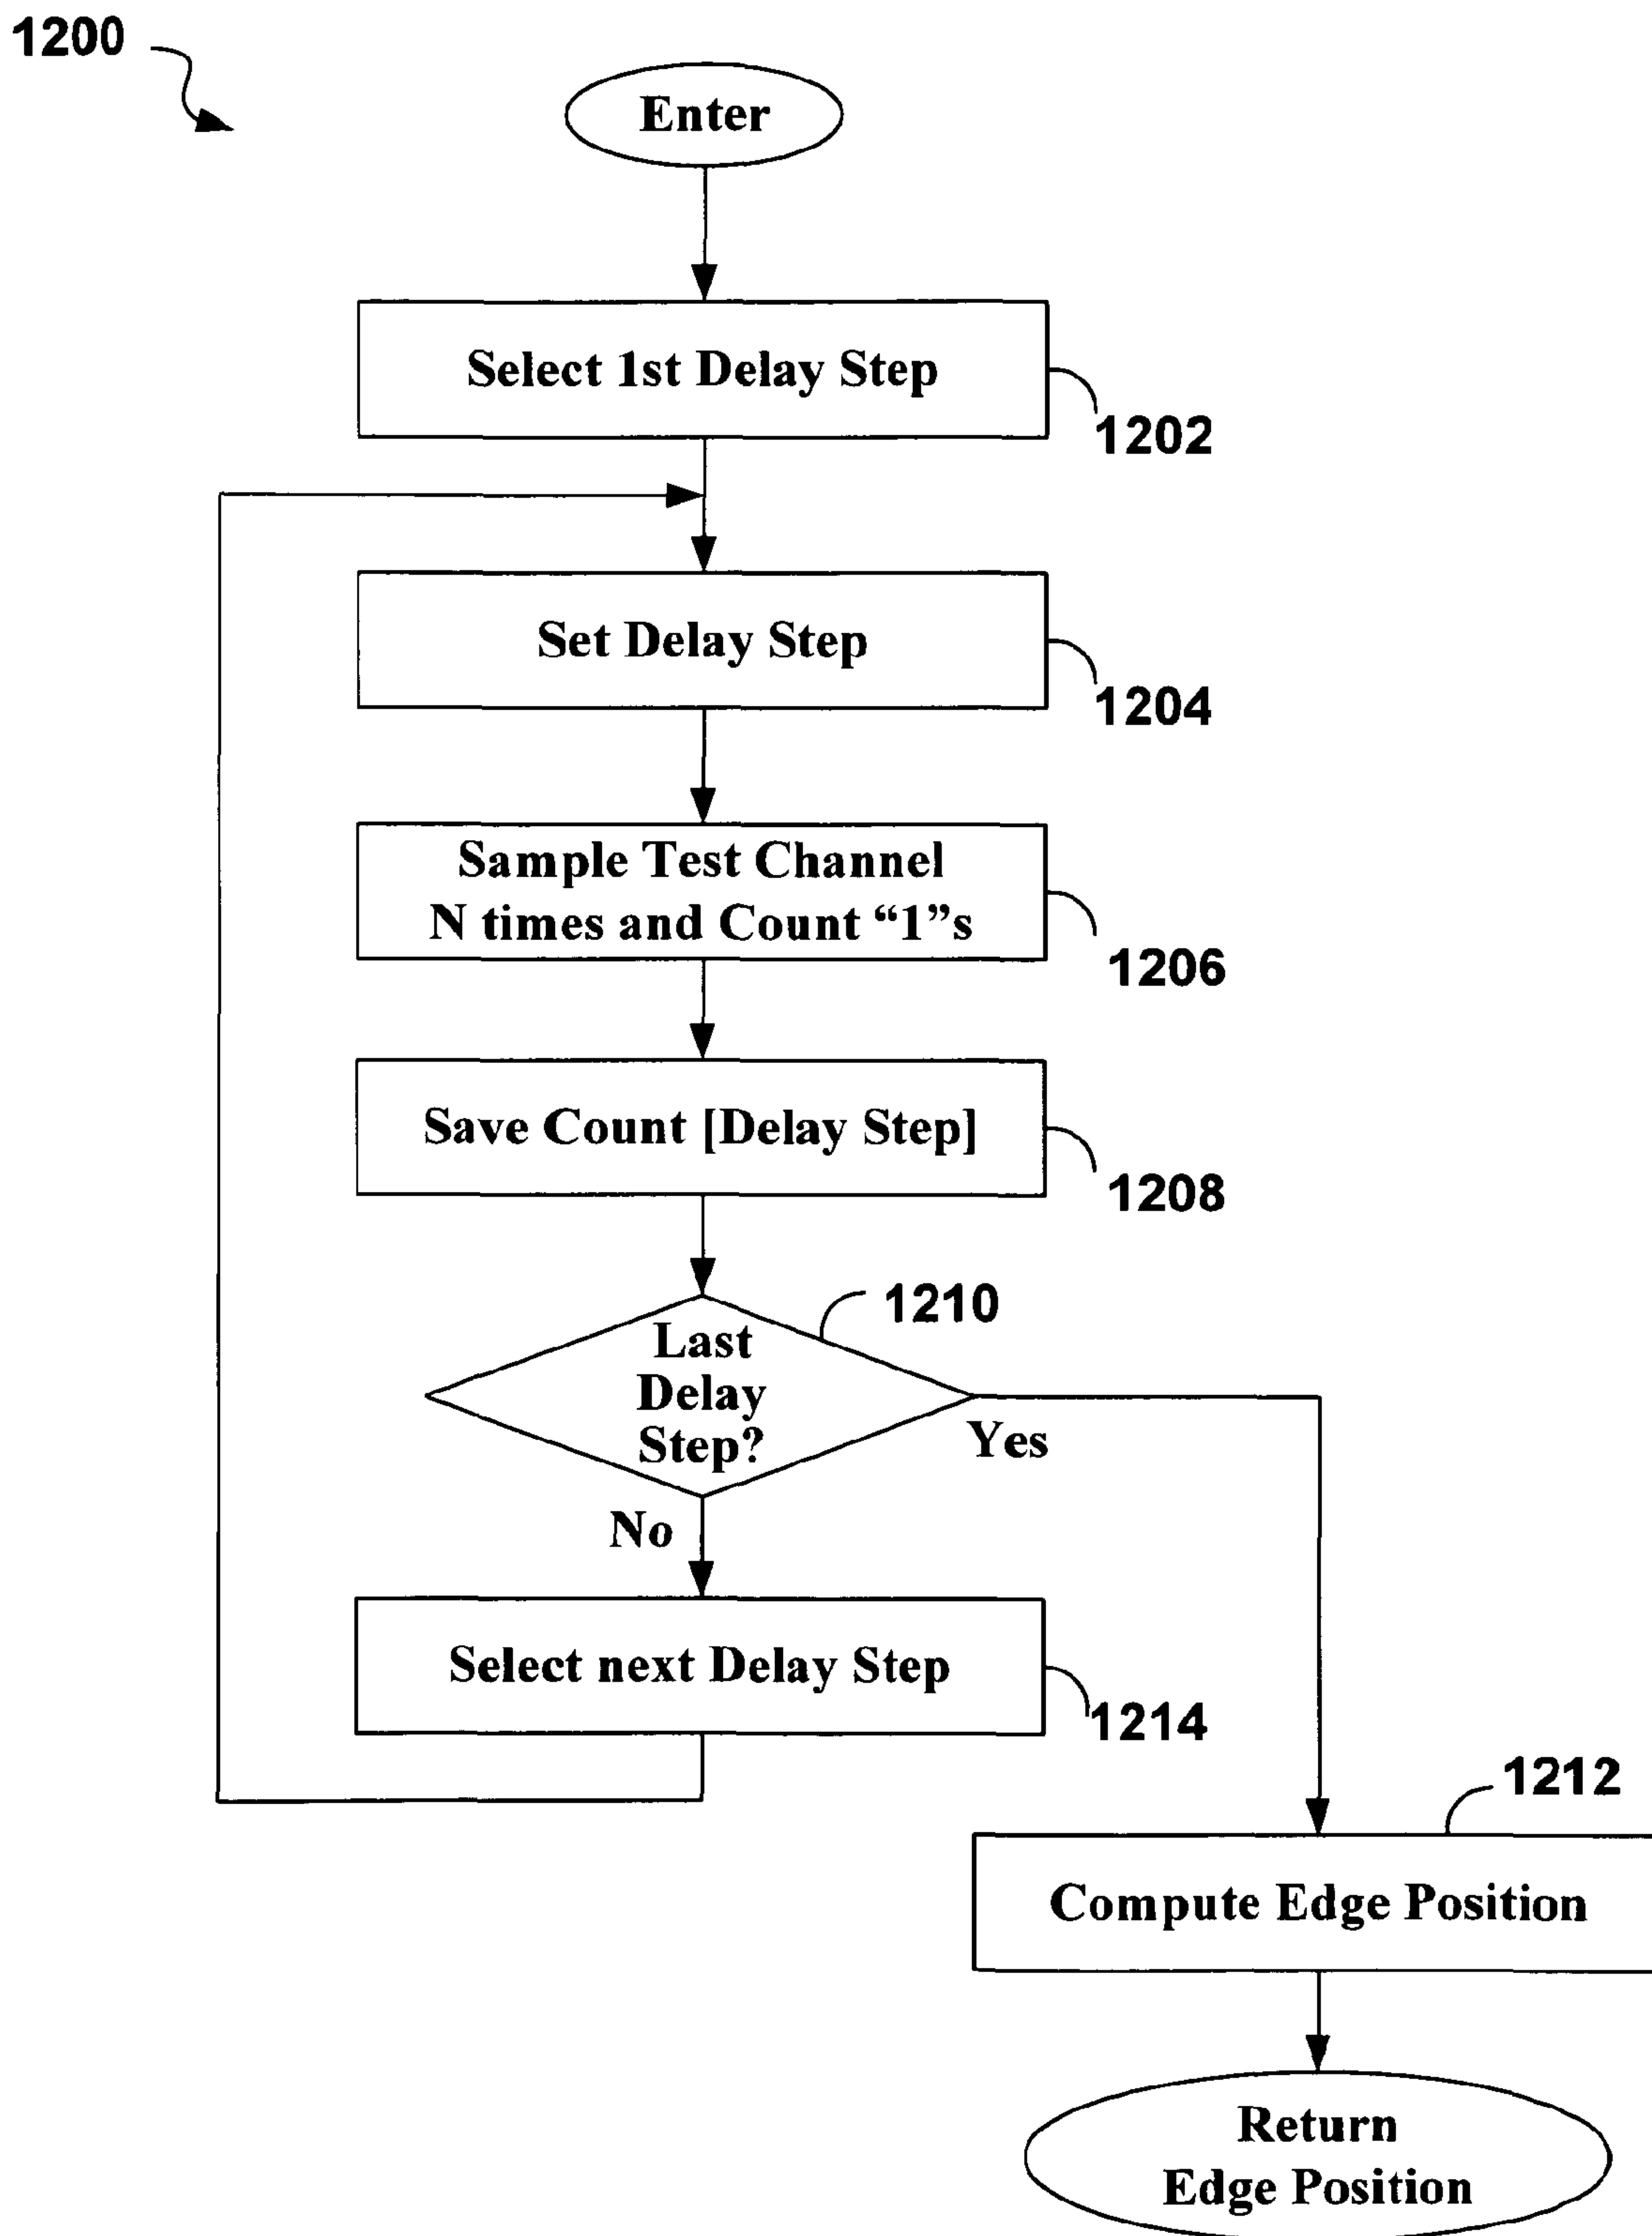 1200
Enter
Select 1st Delay Step
1202
Set Delay Step
1204
Sample Test Channel
N times and Count “1”s
1206
Save Count [Delay Step]
1208
1210
Last
Delay
Step?
Yes
No
Select next Delay Step
1214
1212
Compute Edge Position
Return
Edge Position